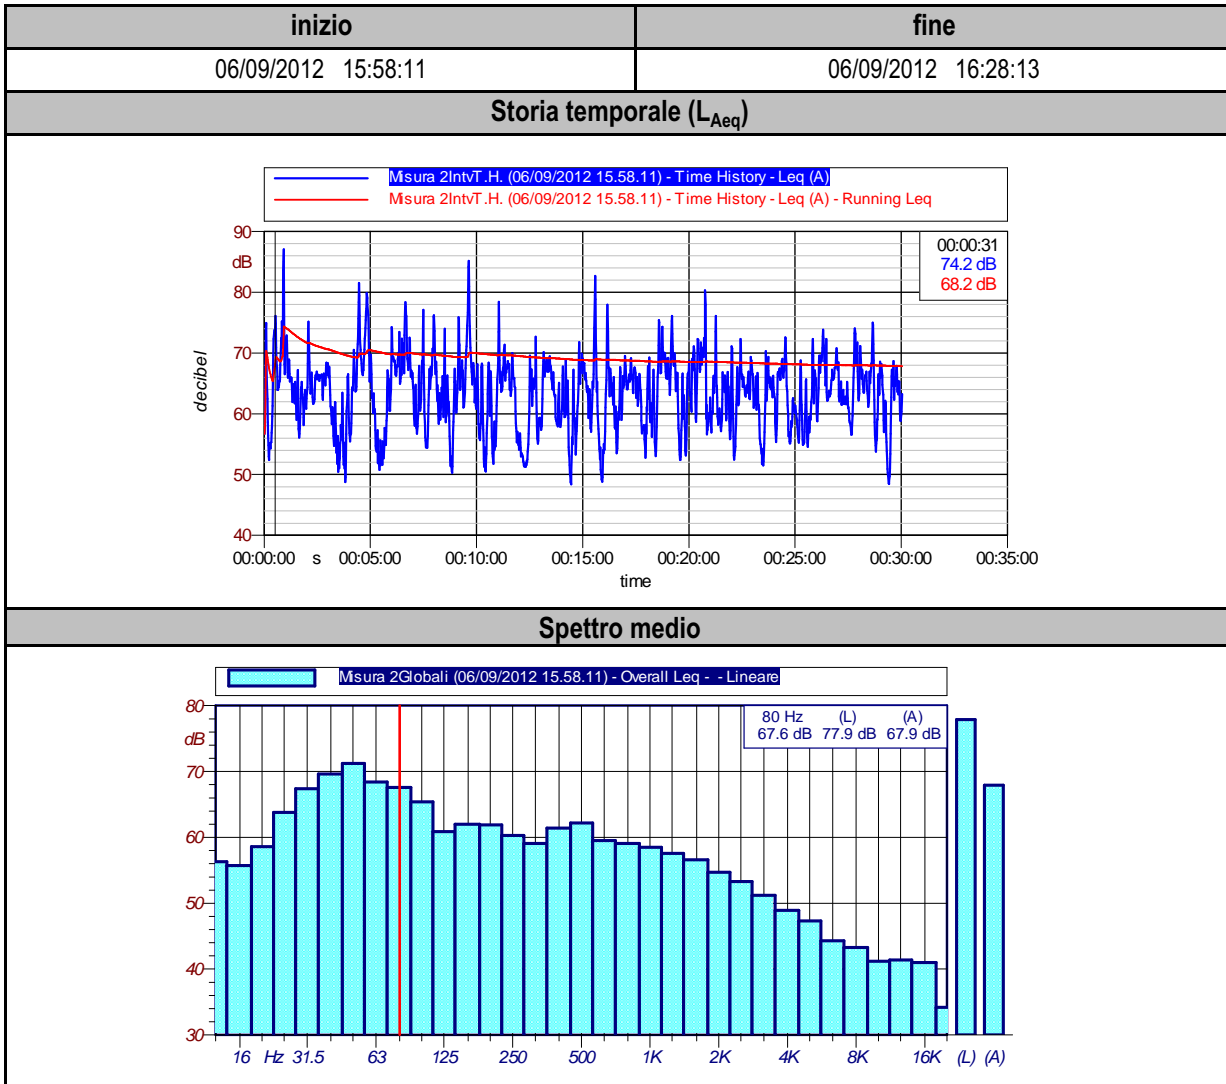 inizio fine
06/09/2012 15:58:11 06/09/2012 16:28:13
Storia temporale (LAeq)
Misura 2IntvT.H. (06/09/2012 15.58.11) - Time History - Leq (A)
Misura 2IntvT.H. (06/09/2012 15.58.11) - Time History - Leq (A) - Running Leq
90
dB
80
70
60
50
40
decibel
00:00:31
74.2 dB
68.2 dB
00:00:00 s 00:05:00 00:10:00 00:15:00 00:20:00 00:25:00 00:30:00 00:35:00
time
Spettro medio
Misura 2Globali (06/09/2012 15.58.11) - Overall Leq - - Lineare
80
dB
70
60
50
40
30
80 Hz (L) (A)
67.6 dB 77.9 dB 67.9 dB
16 Hz 31.5 63 125 250 500 1K 2K 4K 8K 16K (L) (A)